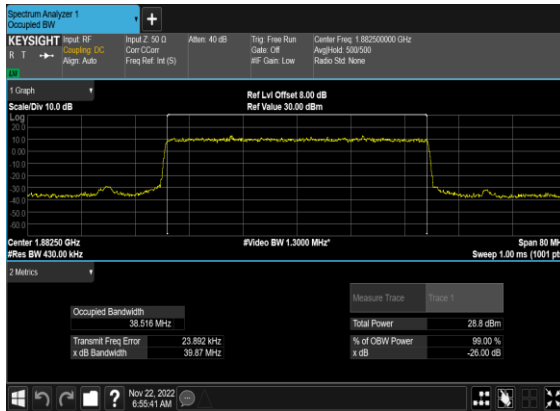 Spectrum Analyzer 1
Occupied BW
KEYSIGHT Input: RF
R T Coupling: DC
Align: Auto
Input Z: 50 Ω
Corr CCorr
Freq Ref: Int (S)
Atten: 40 dB
Trig: Free Run
Gate: Off
#IF Gain: Low
Center Freq: 1.882500000 GHz
Avg|Hold: 500/500
Radio Std: None
1 Graph
Scale/Div 10.0 dB
Ref Lvl Offset 8.00 dB
Ref Value 30.00 dBm
Log
20.0
10.0
0.00
-10.0
-20.0
-30.0
-40.0
-50.0
-60.0
Center 1.88250 GHz
#Res BW 430.00 kHz
#Video BW 1.3000 MHz*
Span 80 MH
Sweep 1.00 ms (1001 pt
2 Metrics
Measure Trace
Trace 1
Occupied Bandwidth
38.516 MHz
Total Power
28.8 dBm
Transmit Freq Error
23.892 kHz
% of OBW Power
99.00 %
x dB Bandwidth
39.87 MHz
x dB
-26.00 dB
?
Nov 22, 2022
6:55:41 AM